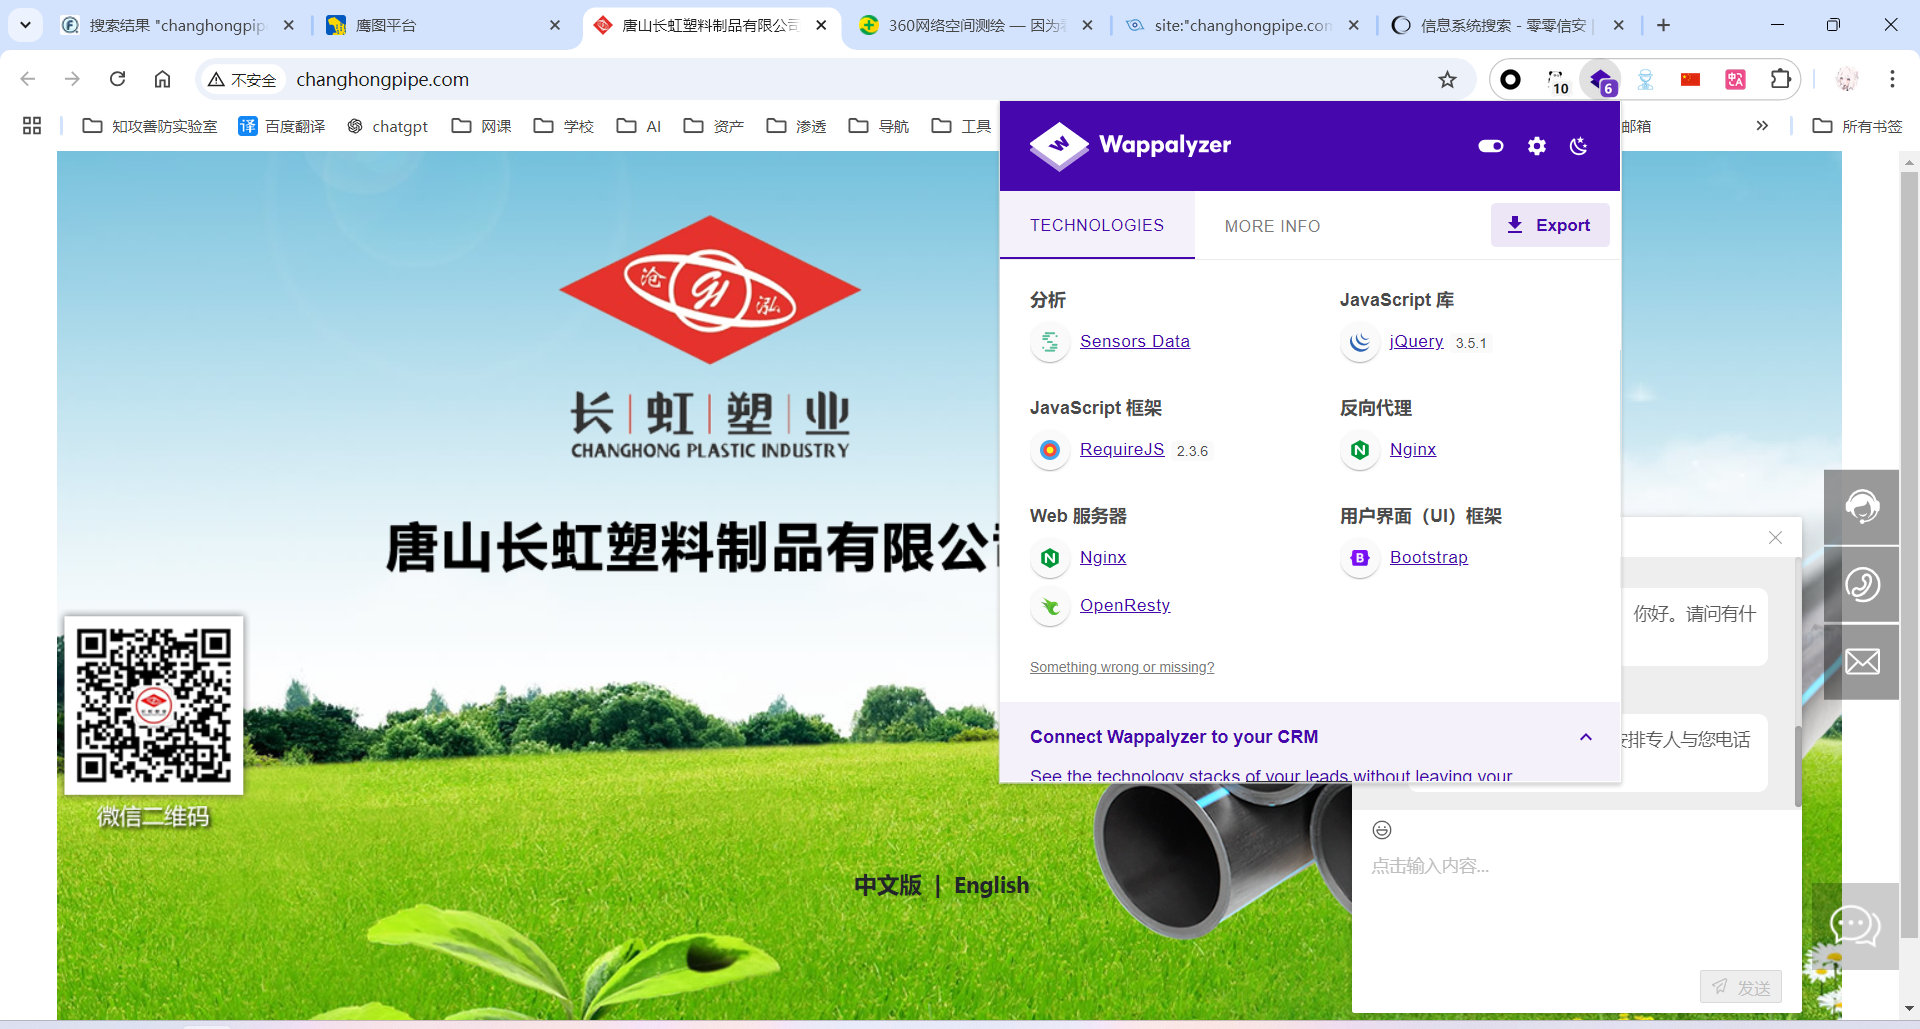 搜索结果 "changhongpip
鹰图平台
唐山长虹塑料制品有限公司
360网络空间测绘 — 因为
site:"changhongpipe.con
信息系统搜索 - 零零信安
不安全
changhongpipe.com
10
6
知攻善防实验室
译
百度翻译
chatgpt
网课
学校
AI
资产
渗透
导航
工具
邮箱
所有书签
Wappalyzer
TECHNOLOGIES
MORE INFO
Export
分析
JavaScript 库
Sensors Data
jQuery 3.5.1
JavaScript 框架
反向代理
RequireJS 2.3.6
Nginx
Web 服务器
用户界面（UI）框架
Nginx
Bootstrap
OpenResty
Something wrong or missing?
Connect Wappalyzer to your CRM
See the technology stacks of your leads without leaving your
沧
泓
长虹塑业
CHANGHONG PLASTIC INDUSTRY
唐山长虹塑料制品有限公
微信二维码
中文版 | English
你好。请问有什
排专人与您电话
点击输入内容...
发送